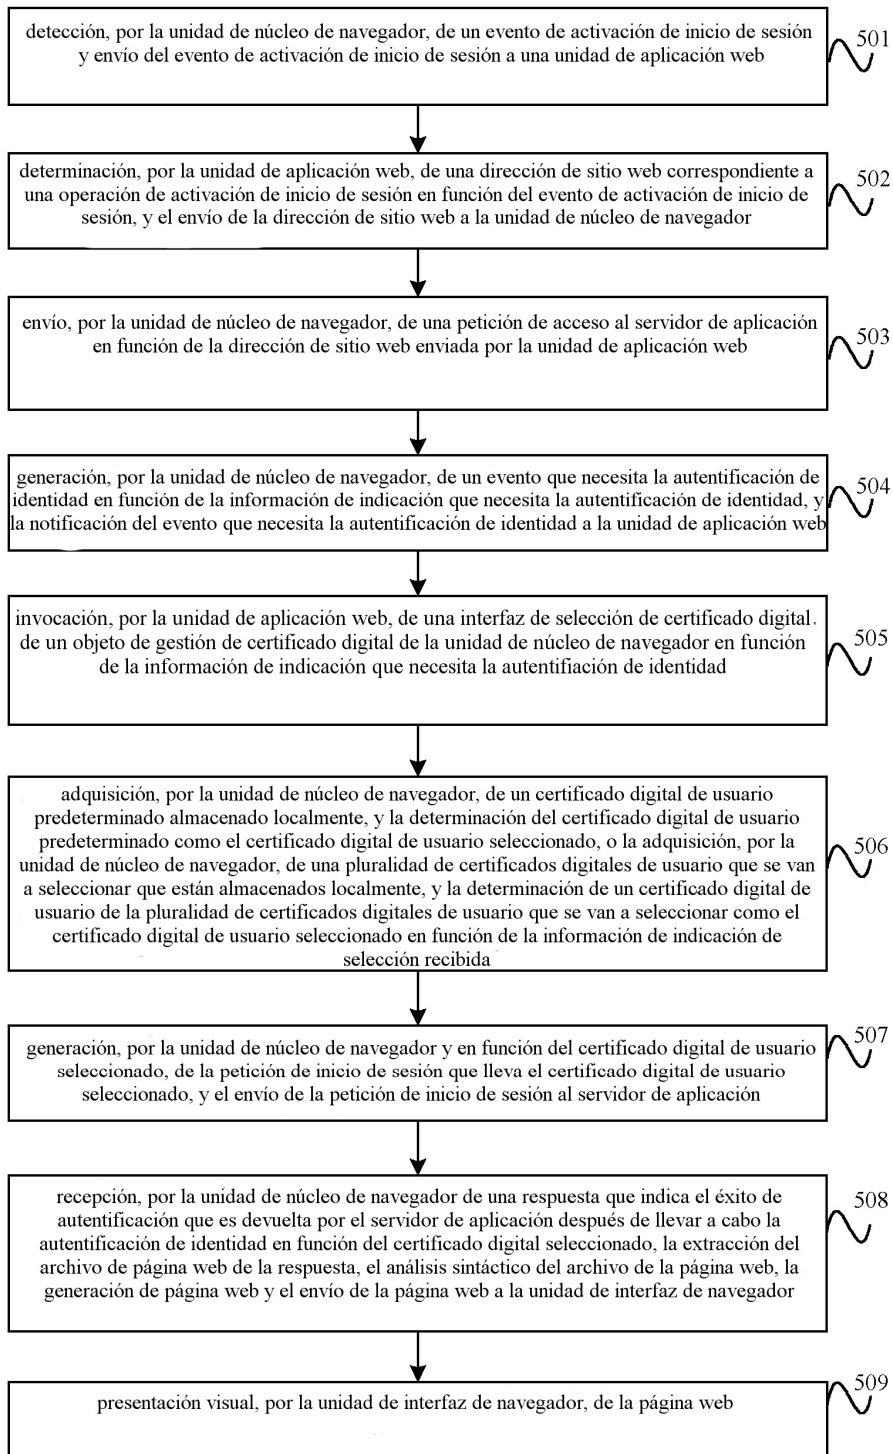 detección, por la unidad de núcleo de navegador, de un evento de activación de inicio de sesión
y envío del evento de activación de inicio de sesión a una unidad de aplicación web
501
determinación, por la unidad de aplicación web, de una dirección de sitio web correspondiente a
una operación de activación de inicio de sesión en función del evento de activación de inicio de
sesión, y el envío de la dirección de sitio web a la unidad de núcleo de navegador
502
envío, por la unidad de núcleo de navegador, de una petición de acceso al servidor de aplicación
en función de la dirección de sitio web enviada por la unidad de aplicación web
503
generación, por la unidad de núcleo de navegador, de un evento que necesita la autentificación de
identidad en función de la información de indicación que necesita la autentificación de identidad, y
la notificación del evento que necesita la autentificación de identidad a la unidad de aplicación web
504
invocación, por la unidad de aplicación web, de una interfaz de selección de certificado digital.
de un objeto de gestión de certificado digital de la unidad de núcleo de navegador en función
de la información de indicación que necesita la autentifiación de identidad
505
adquisición, por la unidad de núcleo de navegador, de un certificado digital de usuario
predeterminado almacenado localmente, y la determinación del certificado digital de usuario
predeterminado como el certificado digital de usuario seleccionado, o la adquisición, por la
unidad de núcleo de navegador, de una pluralidad de certificados digitales de usuario que se van
a seleccionar que están almacenados localmente, y la determinación de un certificado digital de
usuario de la pluralidad de certificados digitales de usuario que se van a seleccionar como el
certificado digital de usuario seleccionado en función de la información de indicación de
selección recibida
506
generación, por la unidad de núcleo de navegador y en función del certificado digital de usuario
seleccionado, de la petición de inicio de sesión que lleva el certificado digital de usuario
seleccionado, y el envío de la petición de inicio de sesión al servidor de aplicación
507
recepción, por la unidad de núcleo de navegador de una respuesta que indica el éxito de
autentificación que es devuelta por el servidor de aplicación después de llevar a cabo la
autentificación de identidad en función del certificado digital seleccionado, la extracción del
archivo de página web de la respuesta, el análisis sintáctico del archivo de la página web, la
generación de página web y el envío de la página web a la unidad de interfaz de navegador
508
presentación visual, por la unidad de interfaz de navegador, de la página web
509